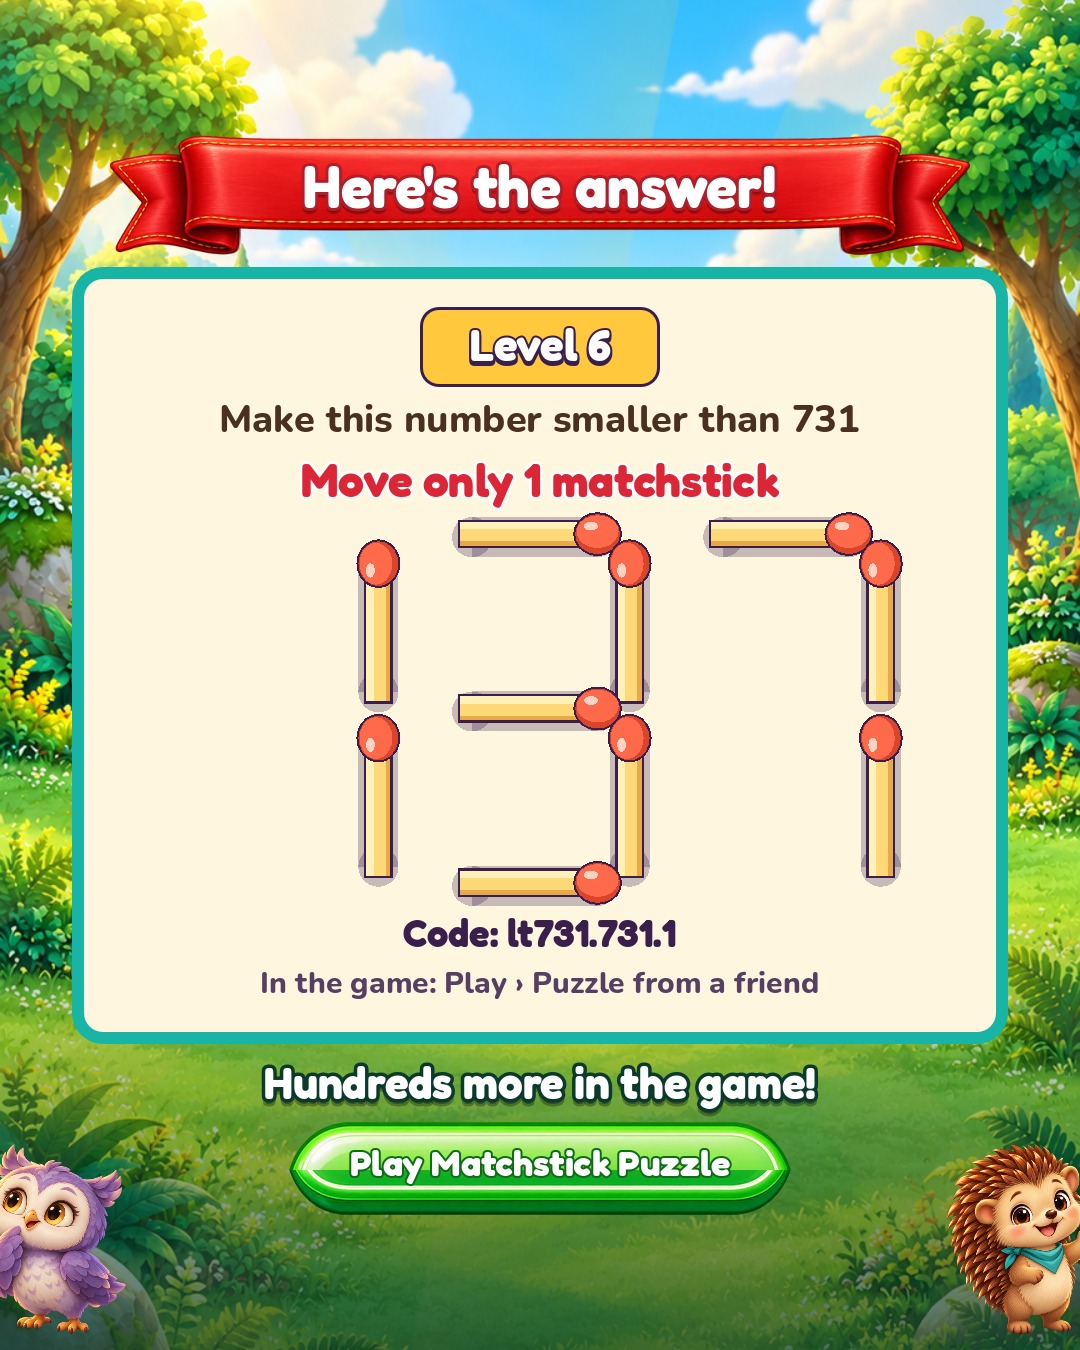 Here's the answer!
Level 6
Make this number smaller than 731
Move only 1 matchstick
137
Code: lt731.731.1
In the game: Play › Puzzle from a friend
Hundreds more in the game!
Play Matchstick Puzzle